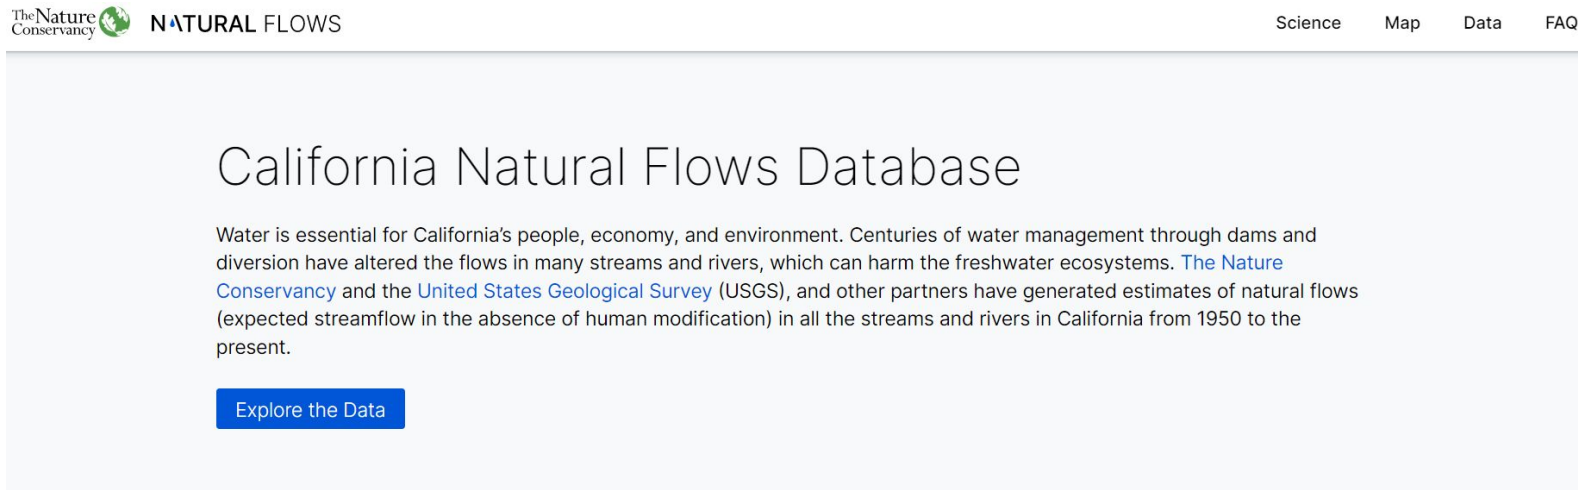 The Nature
Conservancy
NATURAL FLOWS
Science Map Data FAQ
California Natural Flows Database
Water is essential for California’s people, economy, and environment. Centuries of water management through dams and
diversion have altered the flows in many streams and rivers, which can harm the freshwater ecosystems. The Nature
Conservancy and the United States Geological Survey (USGS), and other partners have generated estimates of natural flows
(expected streamflow in the absence of human modification) in all the streams and rivers in California from 1950 to the
present.
Explore the Data